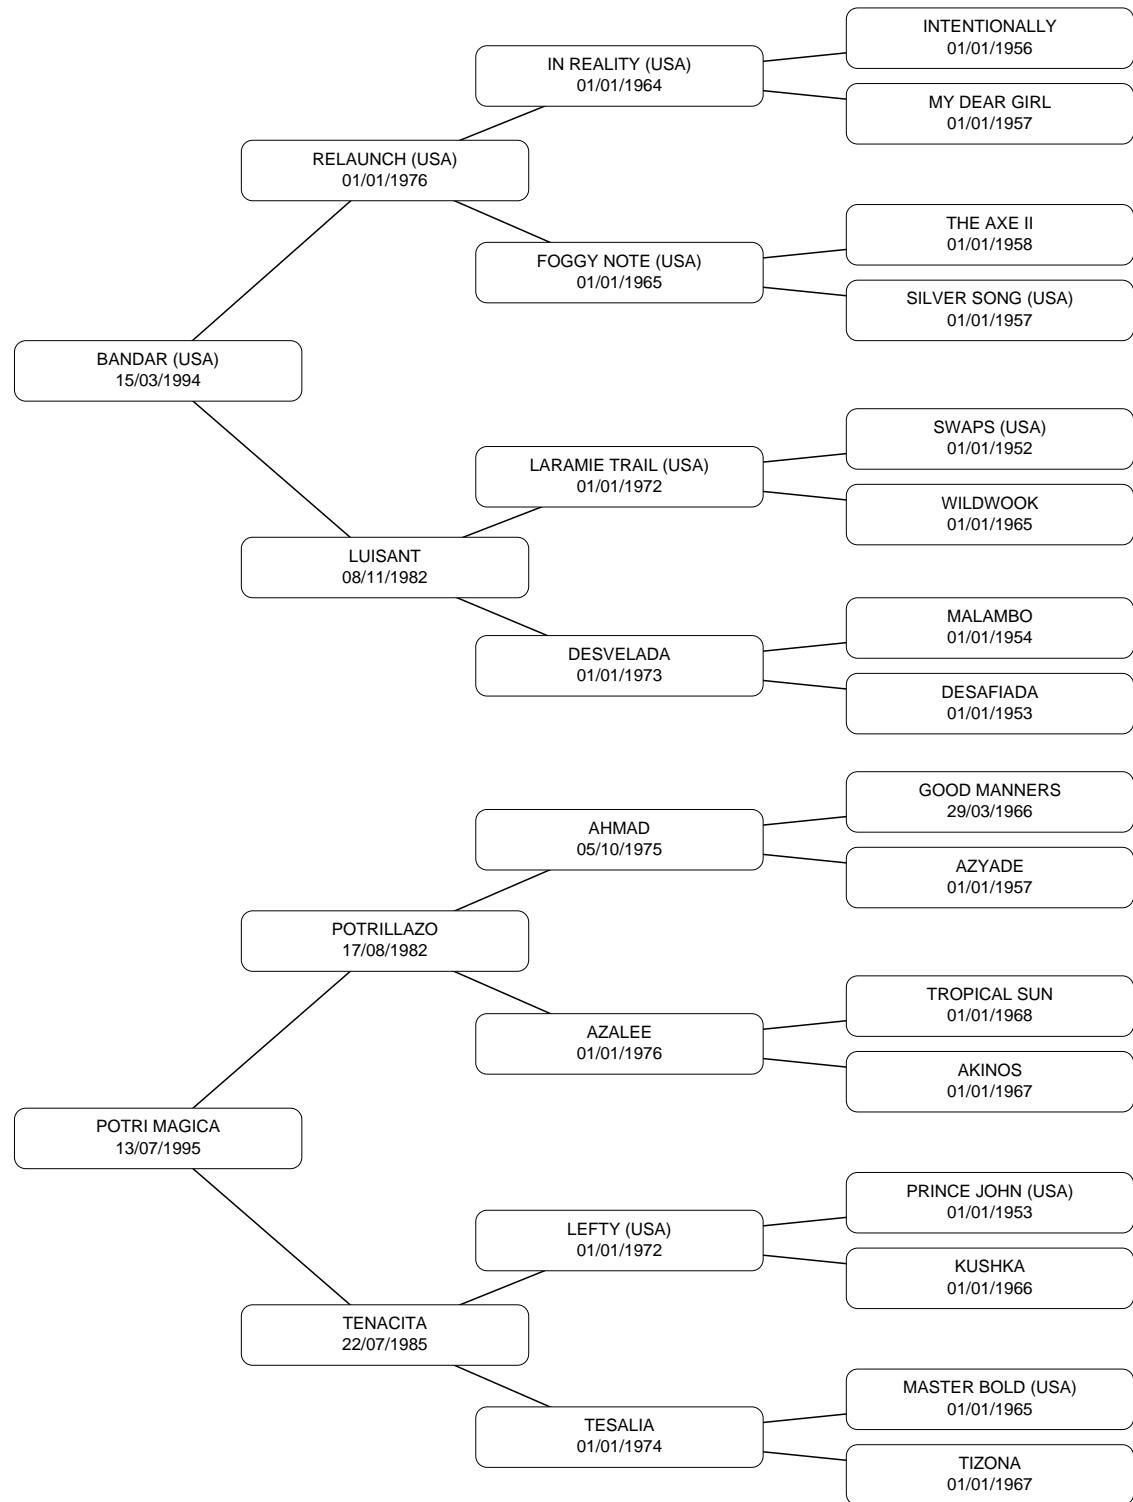 INTENTIONALLY
01/01/1956
IN REALITY (USA)
01/01/1964
MY DEAR GIRL
01/01/1957
RELAUNCH (USA)
01/01/1976
THE AXE II
01/01/1958
FOGGY NOTE (USA)
01/01/1965
SILVER SONG (USA)
01/01/1957
BANDAR (USA)
15/03/1994
SWAPS (USA)
01/01/1952
LARAMIE TRAIL (USA)
01/01/1972
WILDWOOK
01/01/1965
LUISANT
08/11/1982
MALAMBO
01/01/1954
DESVELADA
01/01/1973
DESAFIADA
01/01/1953
GOOD MANNERS
29/03/1966
AHMAD
05/10/1975
AZYADE
01/01/1957
POTRILLAZO
17/08/1982
TROPICAL SUN
01/01/1968
AZALEE
01/01/1976
AKINOS
01/01/1967
POTRI MAGICA
13/07/1995
PRINCE JOHN (USA)
01/01/1953
LEFTY (USA)
01/01/1972
KUSHKA
01/01/1966
TENACITA
22/07/1985
MASTER BOLD (USA)
01/01/1965
TESALIA
01/01/1974
TIZONA
01/01/1967